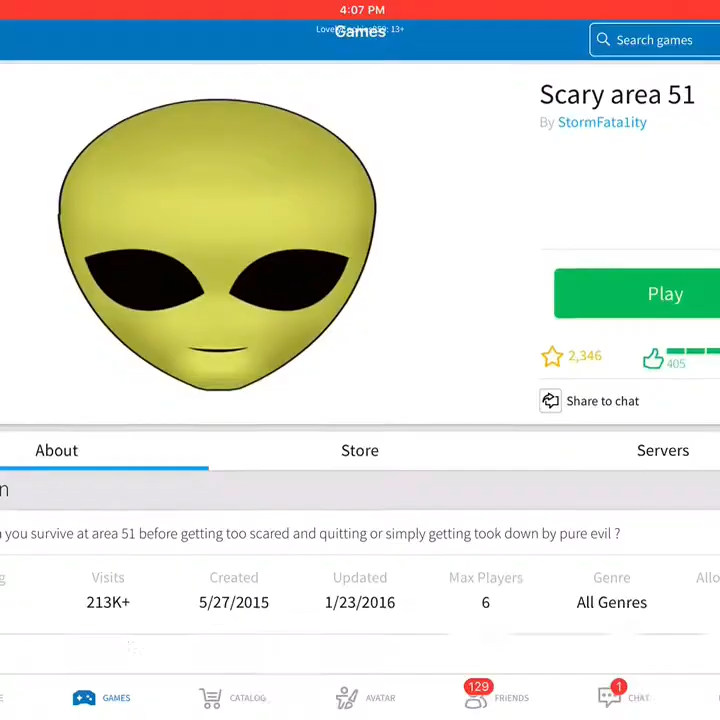 4:07 PM
Games
: 13+
Search games
Scary area 51
By StormFata1ity
Play
2,346
405
Share to chat
About
Store
Servers
n
you survive at area 51 before getting too scared and quitting or simply getting took down by pure evil ?
g
Visits
Created
Updated
Max Players
Genre
Allo
213K+
5/27/2015
1/23/2016
6
All Genres
E
GAMES
CATALOG
AVATAR
129
FRIENDS
1
CHAT